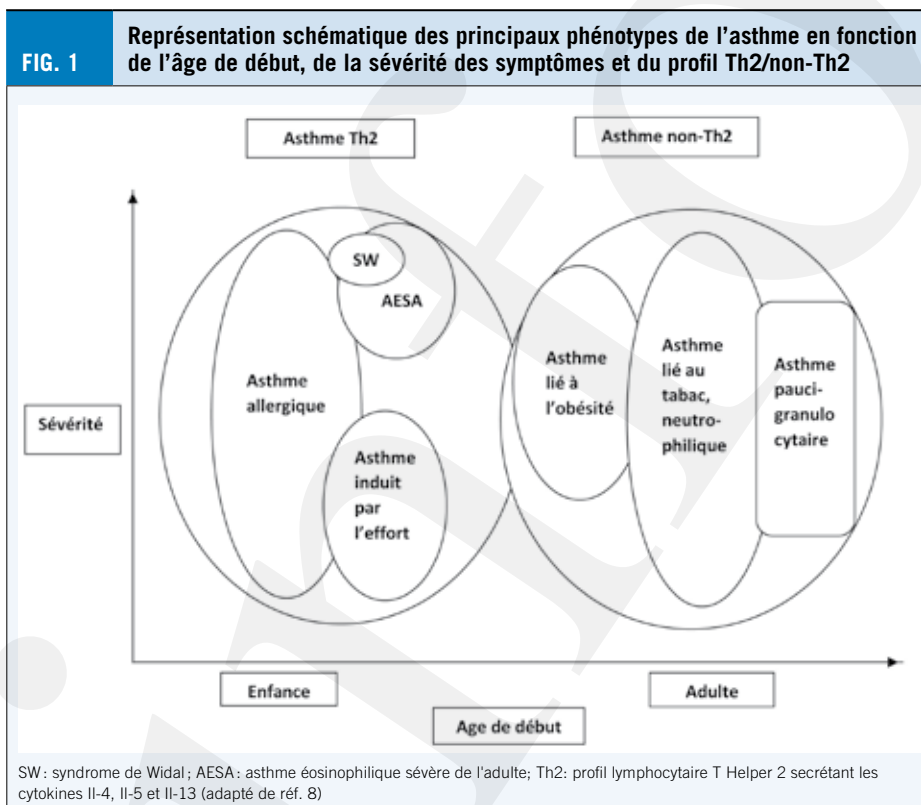 FIG. 1
Représentation schématique des principaux phénotypes de l'asthme en fonction
de l'âge de début, de la sévérité des symptômes et du profil Th2/non-Th2
Asthme Th2
Asthme non-Th2
SW
AESA
Asthme
allergique
Asthme
induit
par
l'effort
Asthme
lié à
l'obésité
Asthme
lié au
tabac,
neutro-
philique
Asthme
pauci-
granulo
cytaire
Sévérité
Enfance
Adulte
Age de début
SW: syndrome de Widal; AESA: asthme éosinophilique sévère de l'adulte; Th2: profil lymphocytaire T Helper 2 secrétant les
cytokines Il-4, Il-5 et Il-13 (adapté de réf. 8)